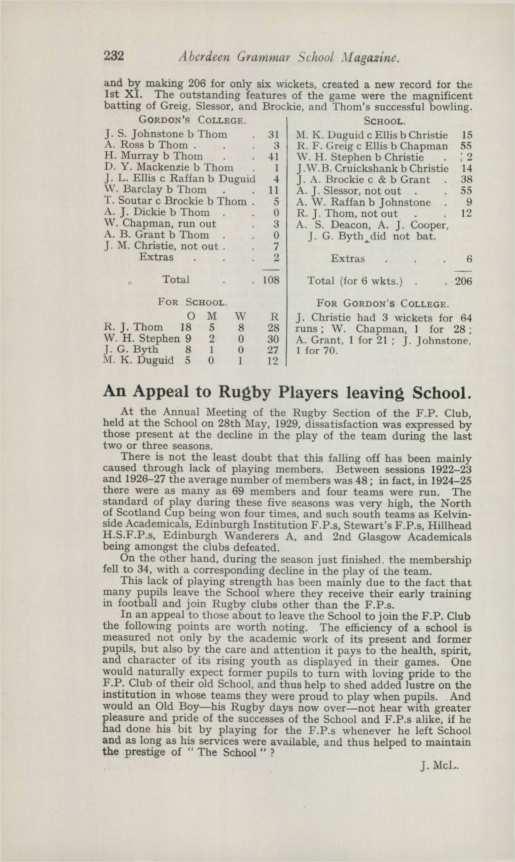 232 Aberdeen Grammar School Magazine.
and by making 206 for only six wickets, created a new record for the
1st XI. The outstanding features of the game were the magnificent
batting of Greig, Slessor, and Brockie, and Thom's successful bowling.
GORDON'S COLLEGE.
J. S. Johnstone b Thom . 31
A. Ross b Thom . . . 3
H. Murray b Thom . . 41
D. Y. Mackenzie b Thom . 1
J. L. Ellis c Raffan b Duguid 4
W. Barclay b Thom . . 11
T. Soutar c Brockie b Thom . 5
A. J. Dickie b Thom . . 0
W. Chapman, run out . 3
A. B. Grant b Thom . . 0
J. M. Christie, not out . . 7
Extras . . . 2
Total . . 108
FOR SCHOOL.
O M W R
R. J. Thom 18 5 8 28
W. H. Stephen 9 2 0 30
J. G. Byth 8 1 0 27
M. K. Duguid 5 0 1 12
SCHOOL.
M. K. Duguid c Ellis b Christie 15
R. F. Greig c Ellis b Chapman 55
W. H. Stephen b Christie . 2
J.W.B. Cruickshank b Christie 14
J. A. Brockie c & b Grant . 38
A. J. Slessor, not out . . 55
A. W. Raffan b Johnstone . 9
R. J. Thom, not out . . 12
A. S. Deacon, A. J. Cooper,
J. G. Byth did not bat.
Extras . . . 6
Total (for 6 wkts.) . . 206
FOR GORDON'S COLLEGE.
J. Christie had 3 wickets for 64
runs; W. Chapman, 1 for 28;
A. Grant, 1 for 21; J. Johnstone,
1 for 70.
An Appeal to Rugby Players leaving School.
At the Annual Meeting of the Rugby Section of the F.P. Club,
held at the School on 28th May, 1929, dissatisfaction was expressed by
those present at the decline in the play of the team during the last
two or three seasons.
There is not the least doubt that this falling off has been mainly
caused through lack of playing members. Between sessions 1922-23
and 1926-27 the average number of members was 48; in fact, in 1924-25
there were as many as 69 members and four teams were run. The
standard of play during these five seasons was very high, the North
of Scotland Cup being won four times, and such south teams as Kelvin-
side Academicals, Edinburgh Institution F.P.s, Stewart's F.P.s, Hillhead
H.S.F.P.s, Edinburgh Wanderers A, and 2nd Glasgow Academicals
being amongst the clubs defeated.
On the other hand, during the season just finished, the membership
fell to 34, with a corresponding decline in the play of the team.
This lack of playing strength has been mainly due to the fact that
many pupils leave the School where they receive their early training
in football and join Rugby clubs other than the F.P.s.
In an appeal to those about to leave the School to join the F.P. Club
the following points are worth noting. The efficiency of a school is
measured not only by the academic work of its present and former
pupils, but also by the care and attention it pays to the health, spirit,
and character of its rising youth as displayed in their games. One
would naturally expect former pupils to turn with loving pride to the
F.P. Club of their old School, and thus help to shed added lustre on the
institution in whose teams they were proud to play when pupils. And
would an Old Boy—his Rugby days now over—not hear with greater
pleasure and pride of the successes of the School and F.P.s alike, if he
had done his bit by playing for the F.P.s whenever he left School
and as long as his services were available, and thus helped to maintain
the prestige of "The School"?
J. McL.